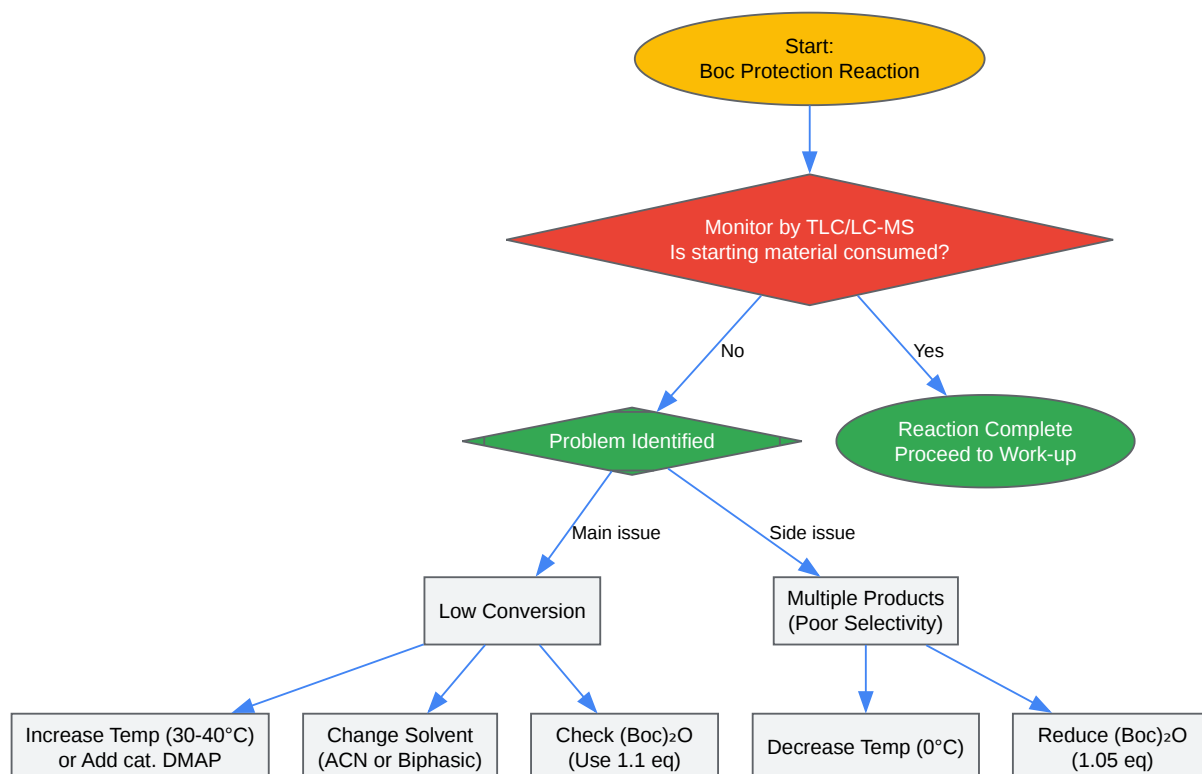 Start:
Boc Protection Reaction
Monitor by TLC/LC-MS
Is starting material consumed?
No
Yes
Problem Identified
Reaction Complete
Proceed to Work-up
Main issue
Side issue
Low Conversion
Multiple Products
(Poor Selectivity)
Increase Temp (30-40°C)
or Add cat. DMAP
Change Solvent
(ACN or Biphasic)
Check (Boc)₂O
(Use 1.1 eq)
Decrease Temp (0°C)
Reduce (Boc)₂O
(1.05 eq)